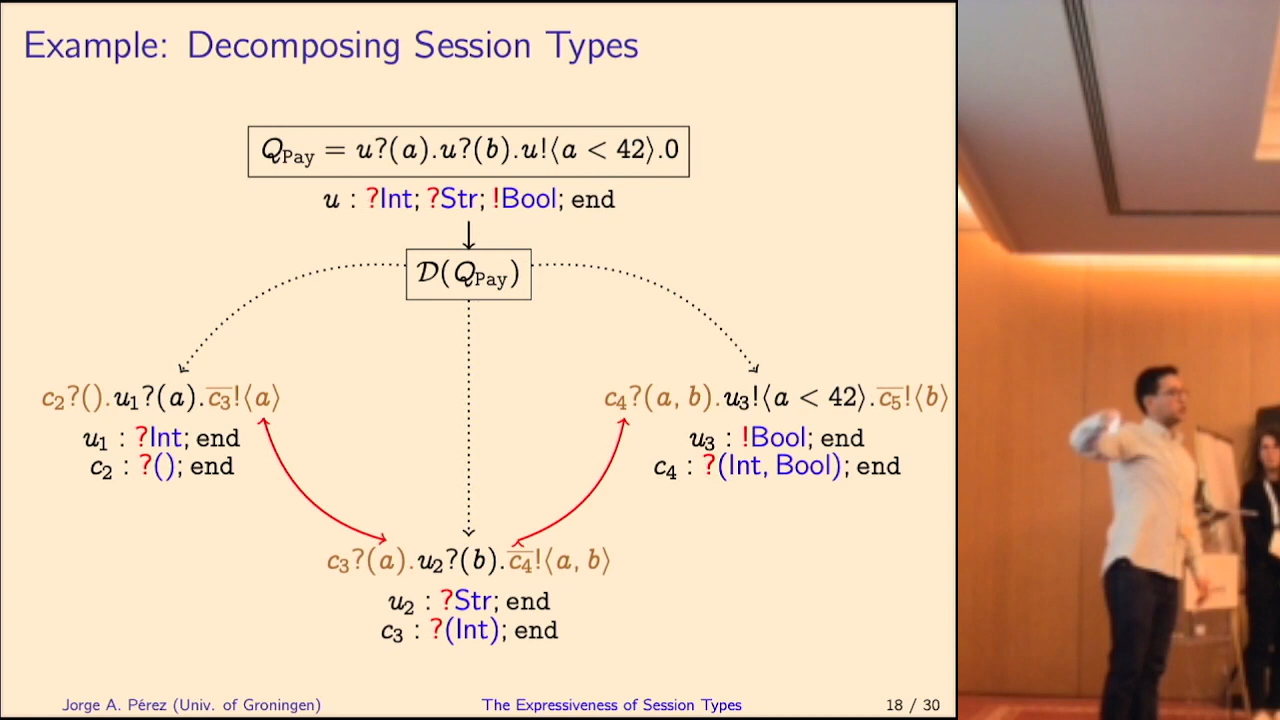 Example: Decomposing Session Types
Q_Pay = u?(a).u?(b).u!⟨a < 42⟩.0
u : ?Int; ?Str; !Bool; end
𝒟(Q_Pay)
c₂?().u₁?(a).c̅₃!⟨a⟩
u₁ : ?Int; end
c₂ : ?(); end
c₄?(a, b).u₃!⟨a < 42⟩.c̅₅!⟨b⟩
u₃ : !Bool; end
c₄ : ?(Int, Bool); end
c₃?(a).u₂?(b).c̅₄!⟨a, b⟩
u₂ : ?Str; end
c₃ : ?(Int); end
Jorge A. Pérez (Univ. of Groningen)
The Expressiveness of Session Types
18 / 30